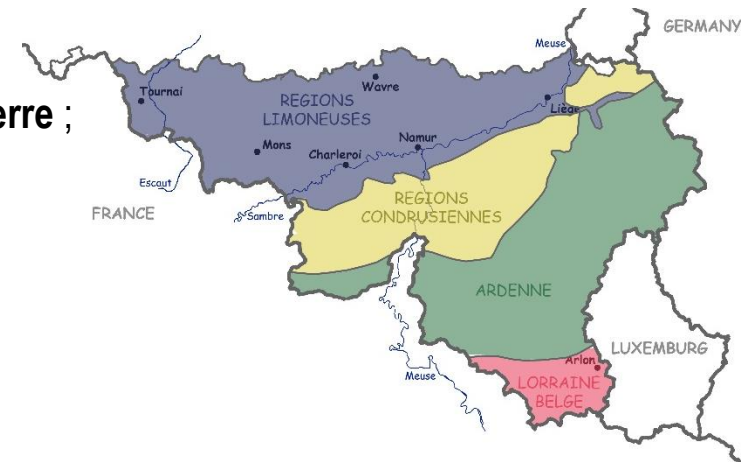 GERMANY
Meuse
Tournai
Wavre
erre ;
REGIONS
LIMONEUSES
Liège
Mons
Namur
Charleroi
Escaut
REGIONS
CONDRUSIENNES
FRANCE
Sambre
ARDENNE
LUXEMBURG
Arlon
Meuse
LORRAINE
BELGE